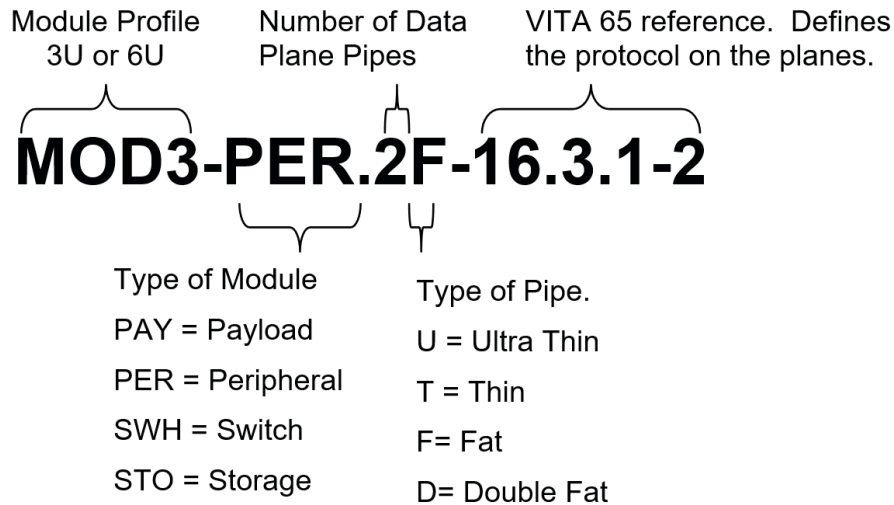 Module Profile
3U or 6U
Number of Data
Plane Pipes
VITA 65 reference.  Defines
the protocol on the planes.
MOD3-PER.2F-16.3.1-2
Type of Module
PAY = Payload
PER = Peripheral
SWH = Switch
STO = Storage
Type of Pipe.
U = Ultra Thin
T = Thin
F= Fat
D= Double Fat